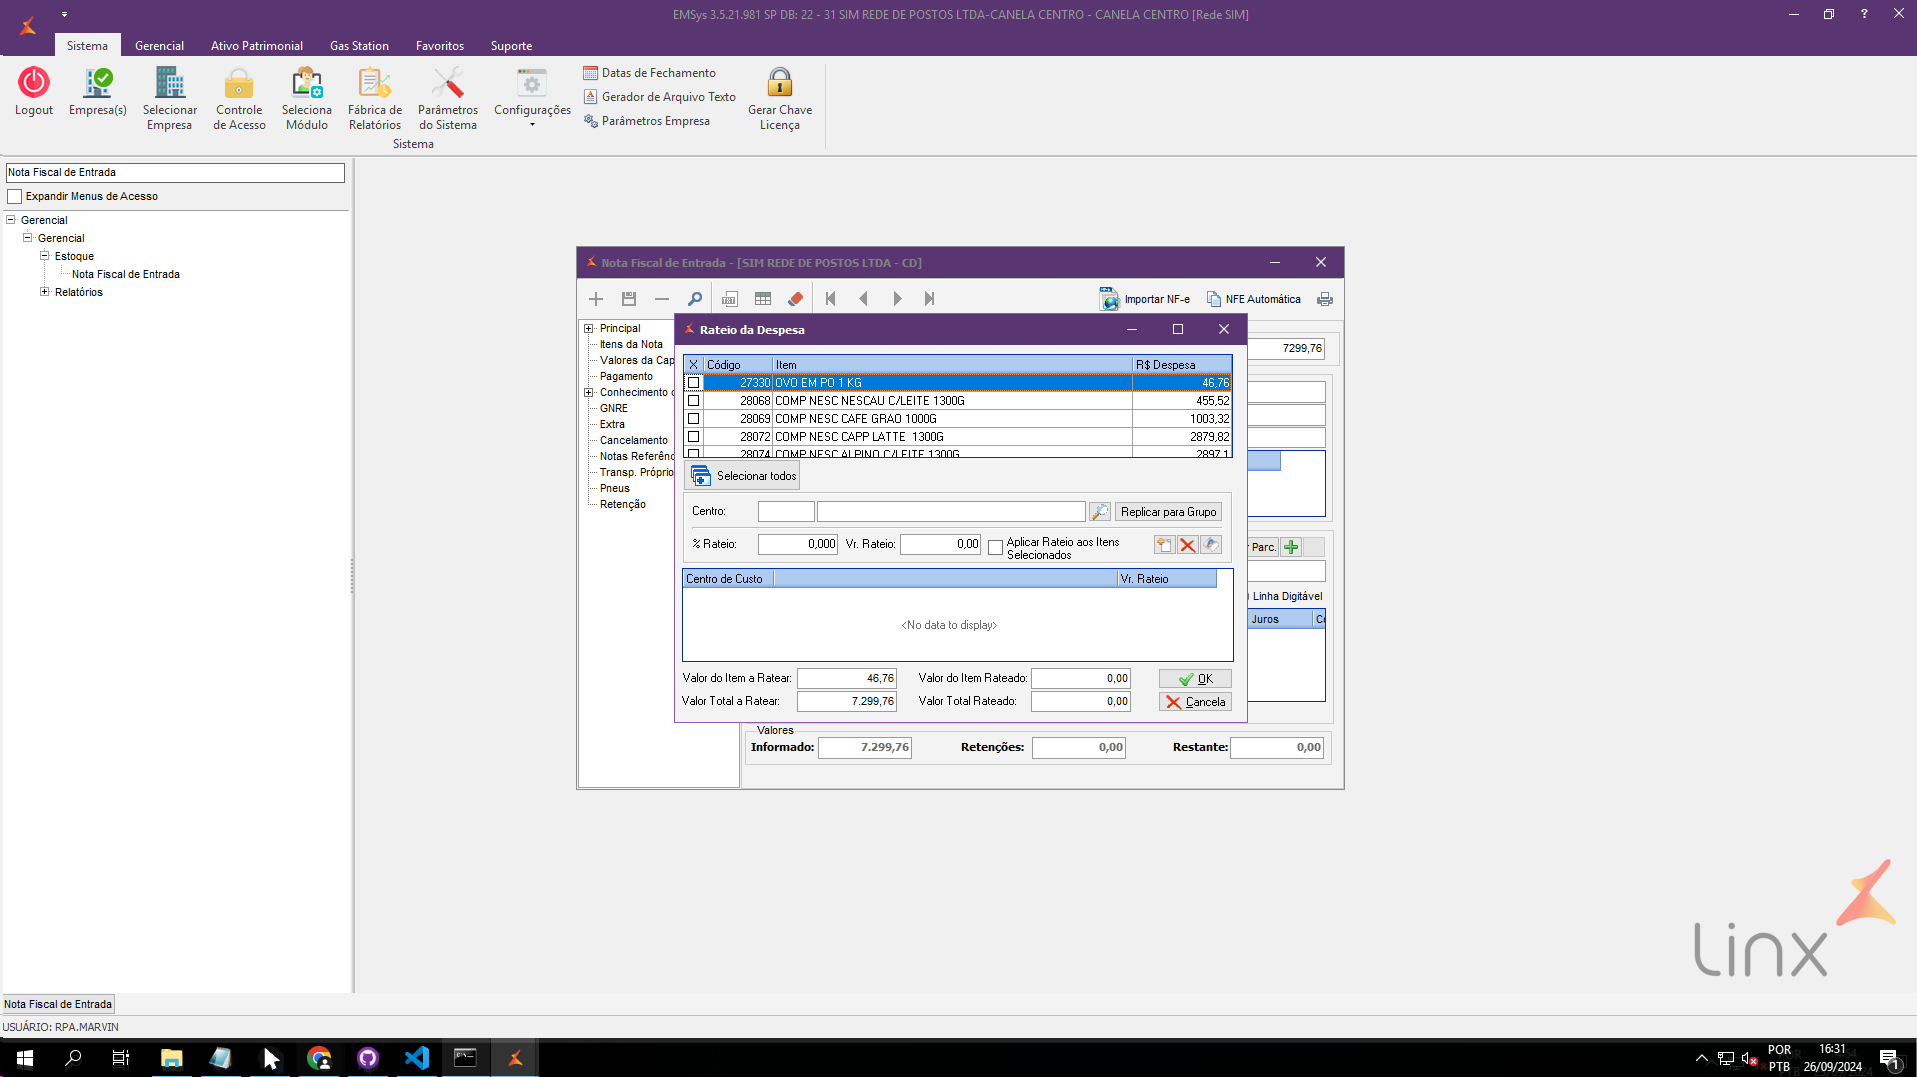 EMSys 3.5.21.981 SP DB: 22 - 31 SIM REDE DE POSTOS LTDA-CANELA CENTRO - CANELA CENTRO [Rede SIM]
Sistema Gerencial Ativo Patrimonial Gas Station Favoritos Suporte
Logout
Empresa(s)
Selecionar Empresa
Controle de Acesso
Seleciona Módulo
Fábrica de Relatórios
Parâmetros do Sistema
Configurações
Datas de Fechamento
Gerador de Arquivo Texto
Parâmetros Empresa
Gerar Chave Licença
Sistema
Nota Fiscal de Entrada
Expandir Menus de Acesso
Gerencial
Gerencial
Estoque
Nota Fiscal de Entrada
Relatórios
Nota Fiscal de Entrada - [SIM REDE DE POSTOS LTDA - CD]
TXT
Importar NF-e NFE Automática
Principal
Itens da Nota
Valores da Cap
Pagamento
Conhecimento
GNRE
Extra
Cancelamento
Notas Referênc
Transp. Próprio
Pneus
Retenção
7299,76
Parc.
Linha Digitável
Juros
Rateio da Despesa
X Código Item R$ Despesa
27330 OVO EM PO 1 KG 46,76
28068 COMP NESC NESCAU C/LEITE 1300G 455,52
28069 COMP NESC CAFE GRAO 1000G 1003,32
28072 COMP NESC CAPP LATTE 1300G 2879,82
28074 COMP NESC ALPINO C/LEITE 1300G 2897,1
Selecionar todos
Centro: Replicar para Grupo
% Rateio: 0,000 Vr. Rateio: 0,00 Aplicar Rateio aos Itens Selecionados
Centro de Custo Vr. Rateio
<No data to display>
Valor do Item a Ratear: 46,76 Valor do Item Rateado: 0,00 OK
Valor Total a Ratear: 7.299,76 Valor Total Rateado: 0,00 Cancela
Valores
Informado: 7.299,76 Retenções: 0,00 Restante: 0,00
linx
Nota Fiscal de Entrada
USUÁRIO: RPA.MARVIN
POR
PTB
16:31
26/09/2024
1